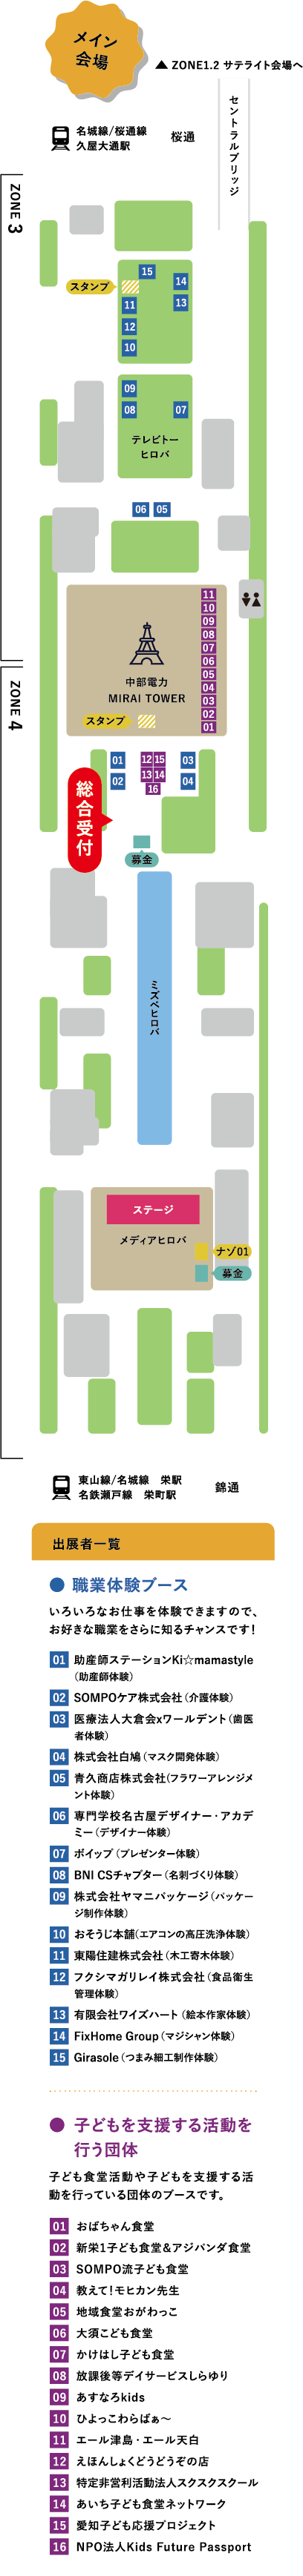 メイン
会場
▲ ZONE1.2 サテライト会場へ
名城線/桜通線
久屋大通駅
桜通
セントラルブリッジ
ZONE 3
15
14
スタンプ
13
11
12
10
09
08
07
テレビトー
ヒロバ
06
05
11
10
09
08
07
06
05
04
03
02
01
中部電力
MIRAI TOWER
スタンプ
ZONE 4
01
12
15
03
02
13
14
04
16
総合受付
募金
ミズベヒロバ
ステージ
メディアヒロバ
ナゾ01
募金
東山線/名城線 栄駅
名鉄瀬戸線 栄町駅
錦通
出展者一覧
● 職業体験ブース
いろいろなお仕事を体験できますので、
お好きな職業をさらに知るチャンスです!
01 助産師ステーションKi☆mamastyle
(助産師体験)
02 SOMPOケア株式会社(介護体験)
03 医療法人大倉会xワールデント(歯医
者体験)
04 株式会社白鳩(マスク開発体験)
05 青久商店株式会社(フラワーアレンジメ
ント体験)
06 専門学校名古屋デザイナー・アカデ
ミー(デザイナー体験)
07 ボイップ(プレゼンター体験)
08 BNI CSチャプター(名刺づくり体験)
09 株式会社ヤマニパッケージ(パッケー
ジ制作体験)
10 おそうじ本舗(エアコンの高圧洗浄体験)
11 東陽住建株式会社(木工寄木体験)
12 フクシマガリレイ株式会社(食品衛生
管理体験)
13 有限会社ワイズハート(絵本作家体験)
14 FixHome Group(マジシャン体験)
15 Girasole(つまみ細工制作体験)
● 子どもを支援する活動を
行う団体
子ども食堂活動や子どもを支援する活
動を行っている団体のブースです。
01 おばちゃん食堂
02 新栄1子ども食堂&アジパンダ食堂
03 SOMPO流子ども食堂
04 教えて!モヒカン先生
05 地域食堂おがわっこ
06 大須こども食堂
07 かけはし子ども食堂
08 放課後等デイサービスしらゆり
09 あすなろkids
10 ひよっこわらばぁ〜
11 エール津島・エール天白
12 えほんしょくどうどうぞの店
13 特定非営利活動法人スクスクスクール
14 あいち子ども食堂ネットワーク
15 愛知子ども応援プロジェクト
16 NPO法人Kids Future Passport